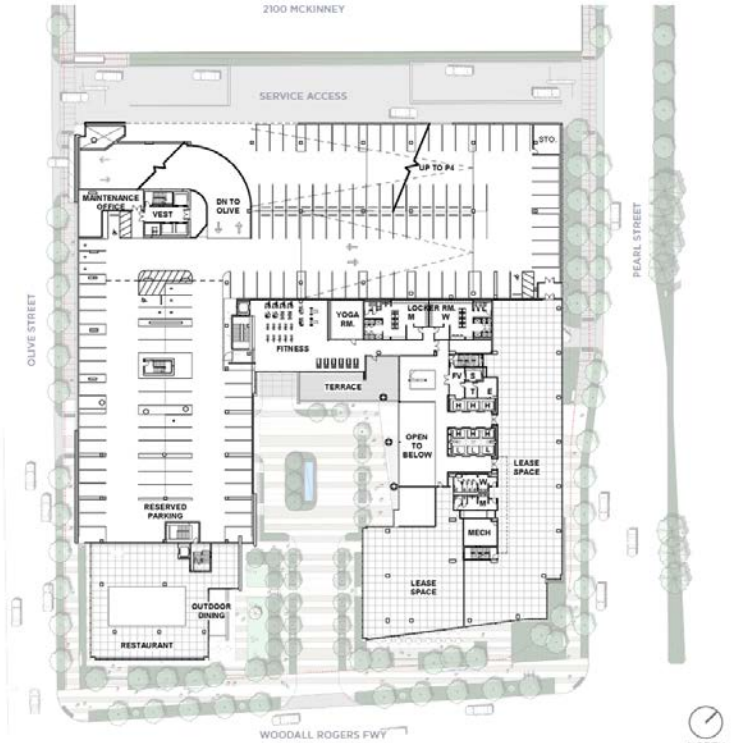 2100 MCKINNEY
SERVICE ACCESS
STO.
UP TO P4
MAINTENANCE
OFFICE
VEST
DN TO
OLIVE
PEARL STREET
OLIVE STREET
YOGA
RM.
LOCKER RM.
M
W
FITNESS
TERRACE
FV
S
T
E
H
H
H
OPEN
TO
BELOW
H
H
H
L
L
L
LEASE
SPACE
W
M
RESERVED
PARKING
MECH
LEASE
SPACE
OUTDOOR
DINING
RESTAURANT
WOODALL ROGERS FWY